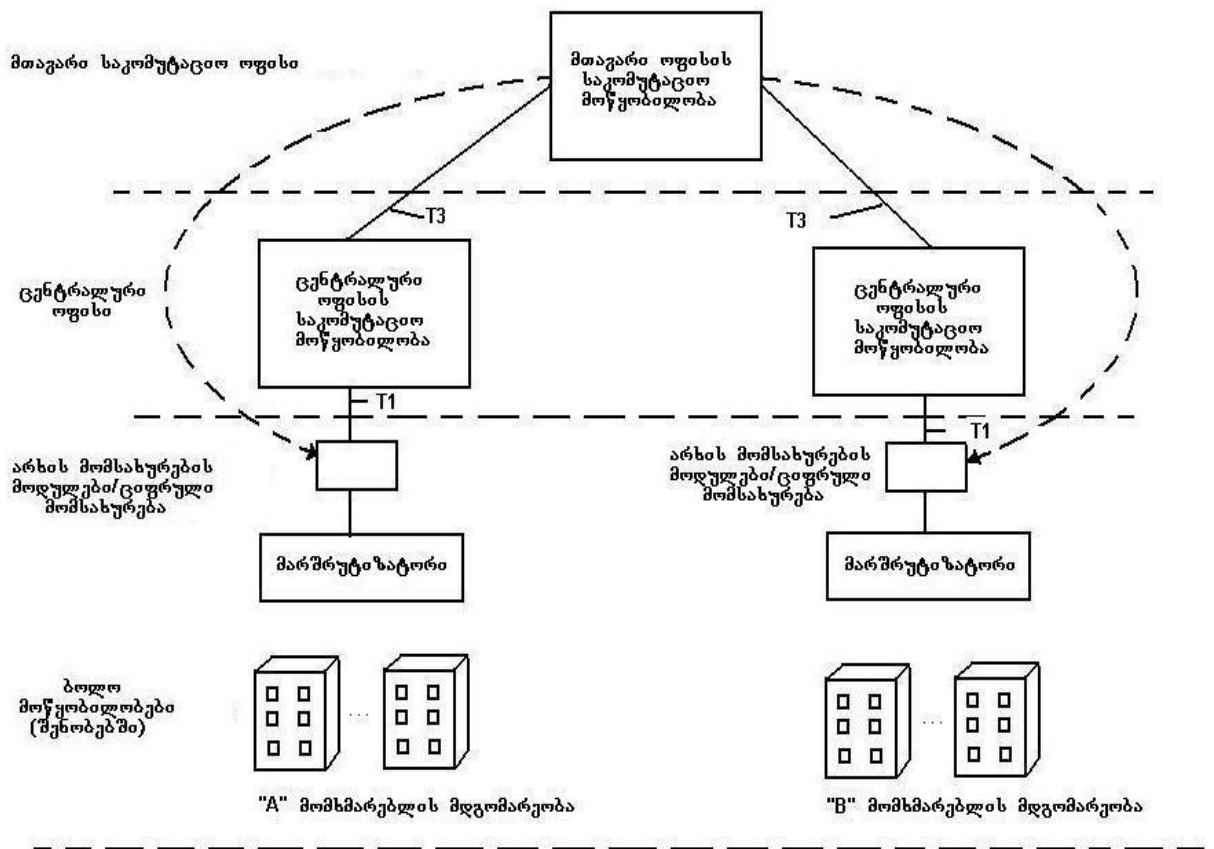 მთავარი საკომუტაციო ოფისი
მთავარი ოფისის
საკომუტაციო
მოწყობილობა
T3
T3
ცენტრალური
ოფისი
ცენტრალური
ოფისის
საკომუტაციო
მოწყობილობა
ცენტრალური
ოფისის
საკომუტაციო
მოწყობილობა
T1
T1
არხის მომსახურების
მოდულები/ციფრული
მომსახურება
არხის მომსახურების
მოდულები/ციფრული
მომსახურება
მარშრუტიზატორი
მარშრუტიზატორი
ბოლო
მოწყობილობები
(შენობებში)
...
...
"A" მომხმარებლის მდგომარეობა
"B" მომხმარებლის მდგომარეობა